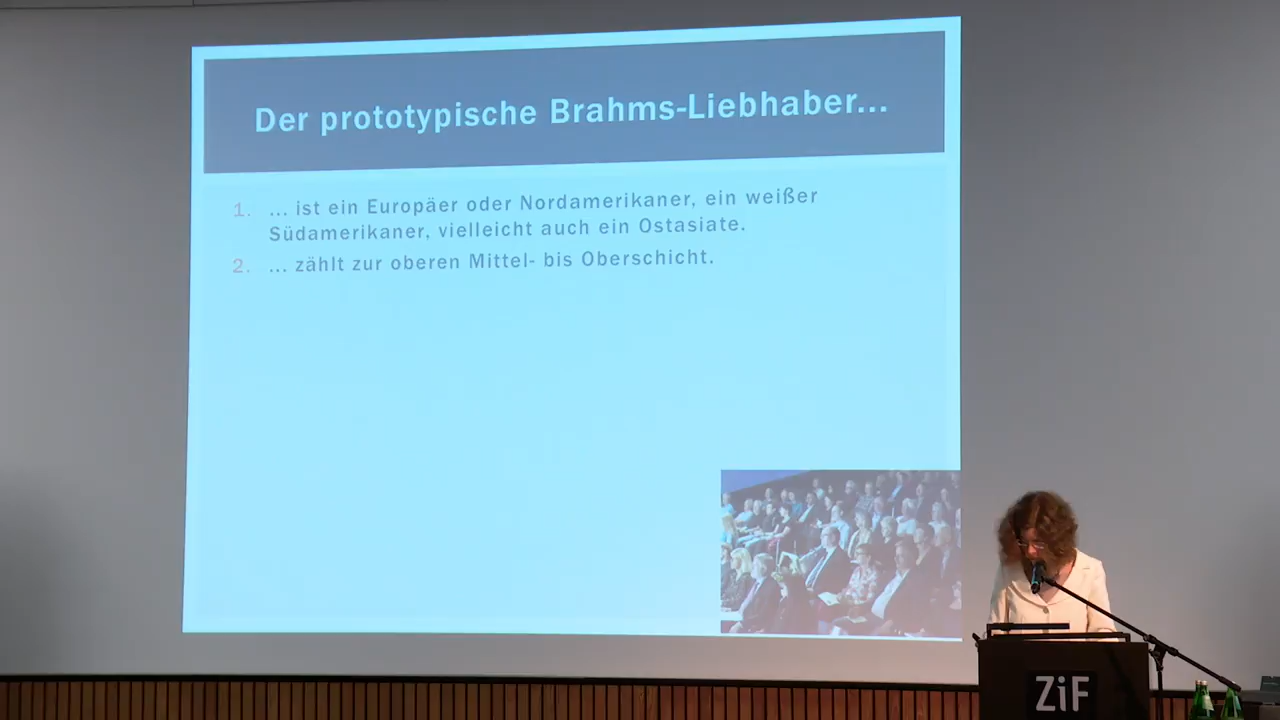 Der prototypische Brahms-Liebhaber...
1. ... ist ein Europäer oder Nordamerikaner, ein weißer
Südamerikaner, vielleicht auch ein Ostasiate.
2. ... zählt zur oberen Mittel- bis Oberschicht.
ZiF